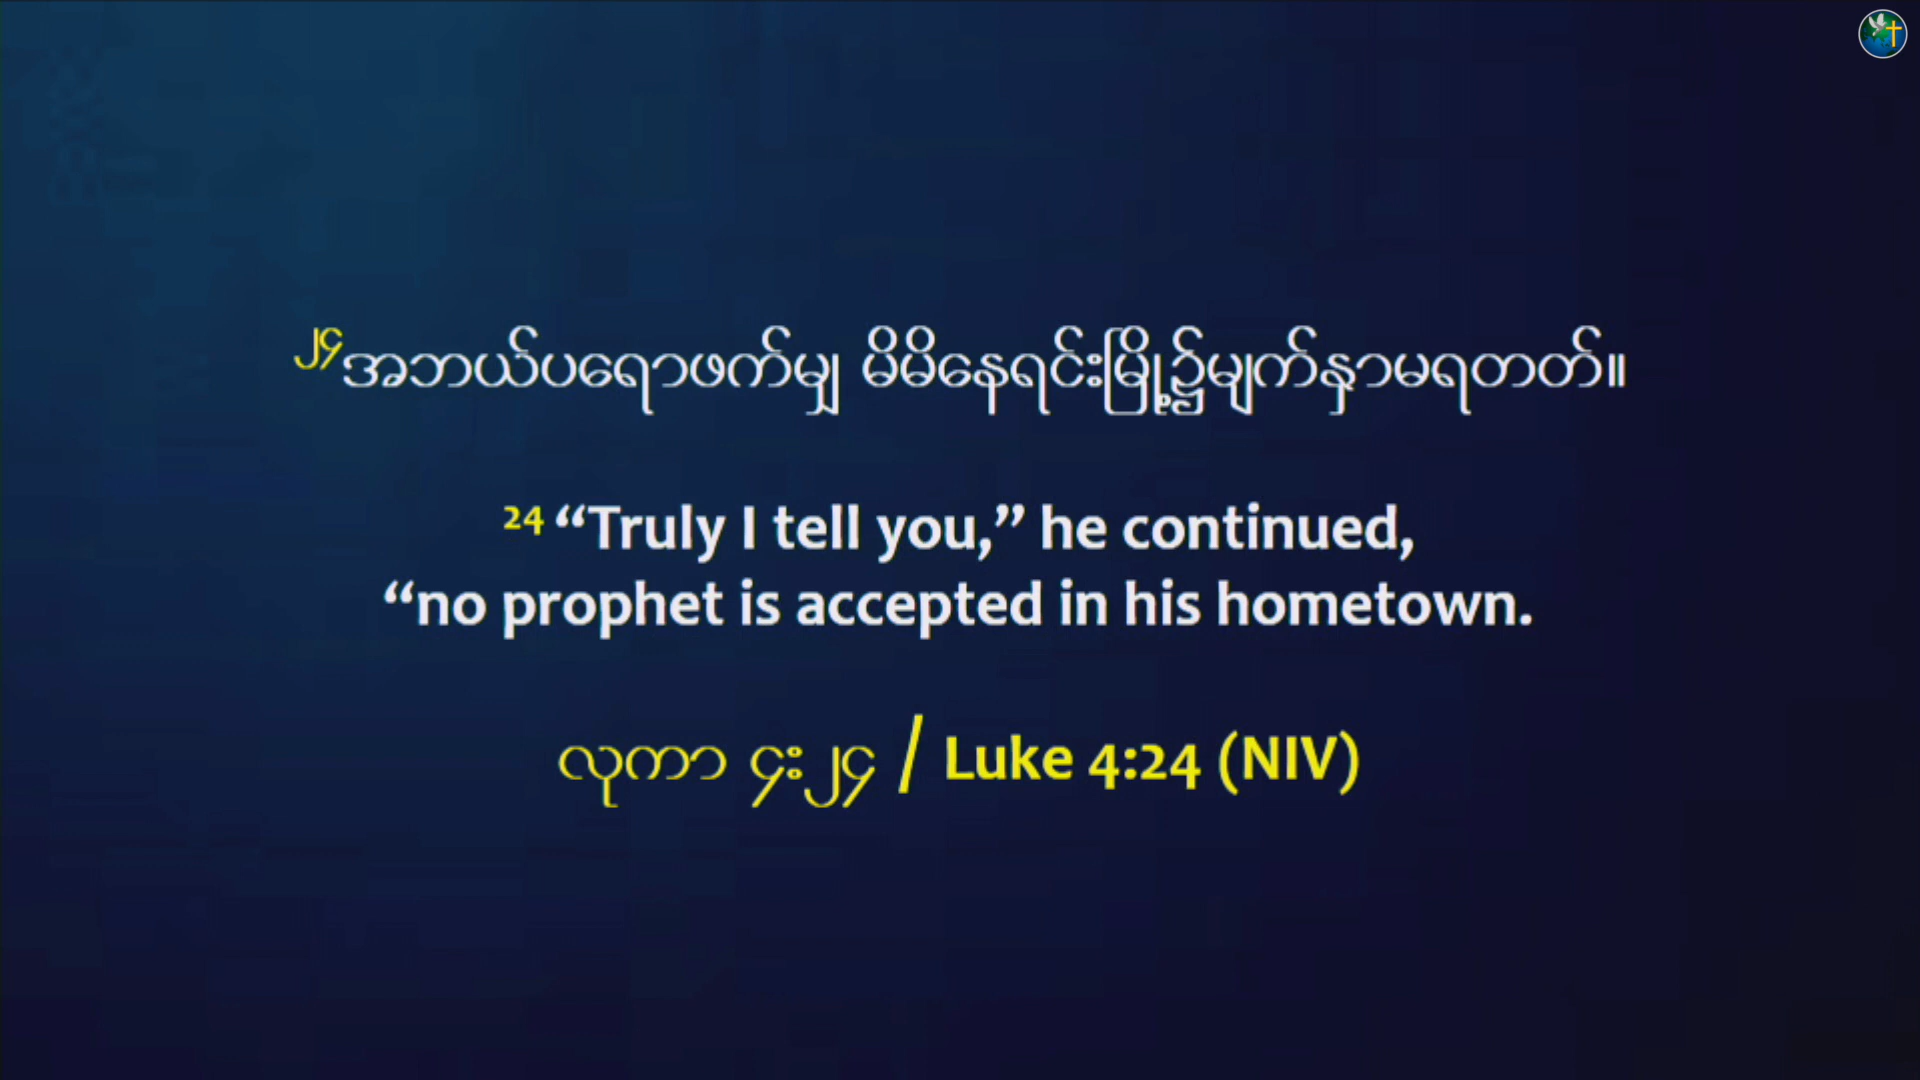 ၂၄အဘယ်ပရောဖက်မျှ မိမိနေရင်းမြို့၌မျက်နှာမရတတ်။
24 “Truly I tell you,” he continued,
“no prophet is accepted in his hometown.
လုကာ ၄း၂၄ / Luke 4:24 (NIV)